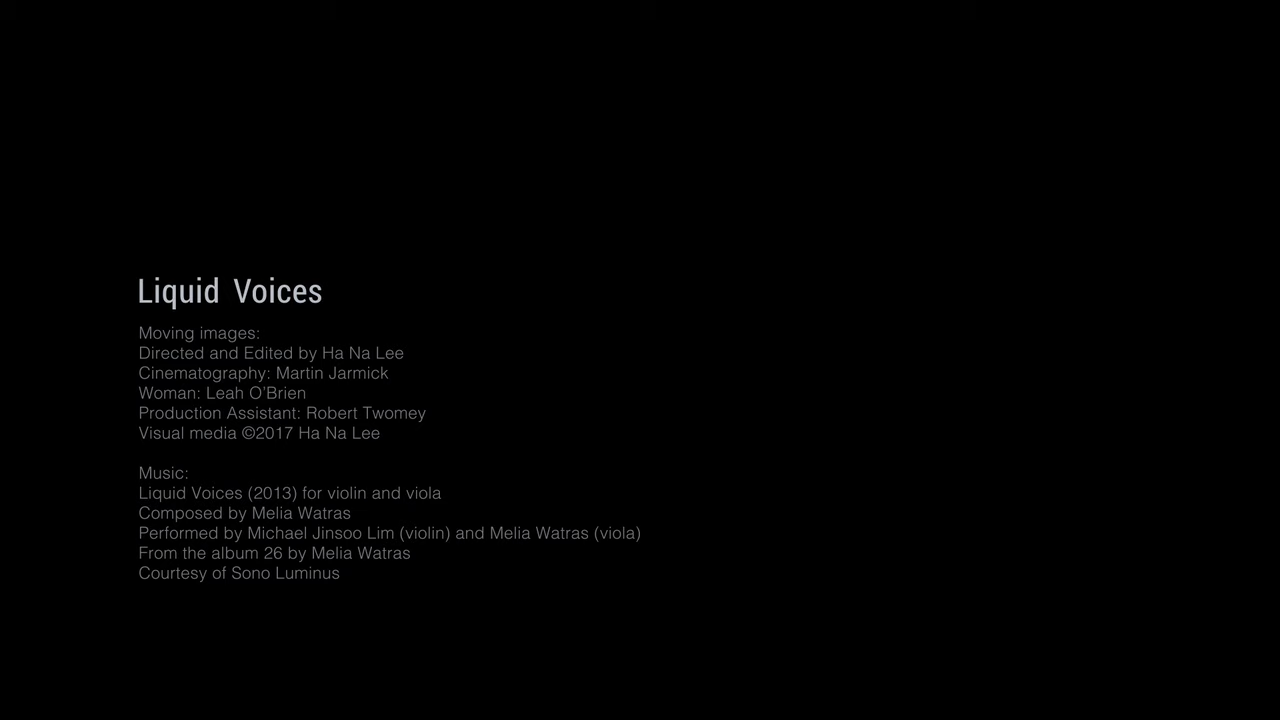 Liquid Voices
Moving images:
Directed and Edited by Ha Na Lee
Cinematography: Martin Jarmick
Woman: Leah O’Brien
Production Assistant: Robert Twomey
Visual media ©2017 Ha Na Lee
Music:
Liquid Voices (2013) for violin and viola
Composed by Melia Watras
Performed by Michael Jinsoo Lim (violin) and Melia Watras (viola)
From the album 26 by Melia Watras
Courtesy of Sono Luminus